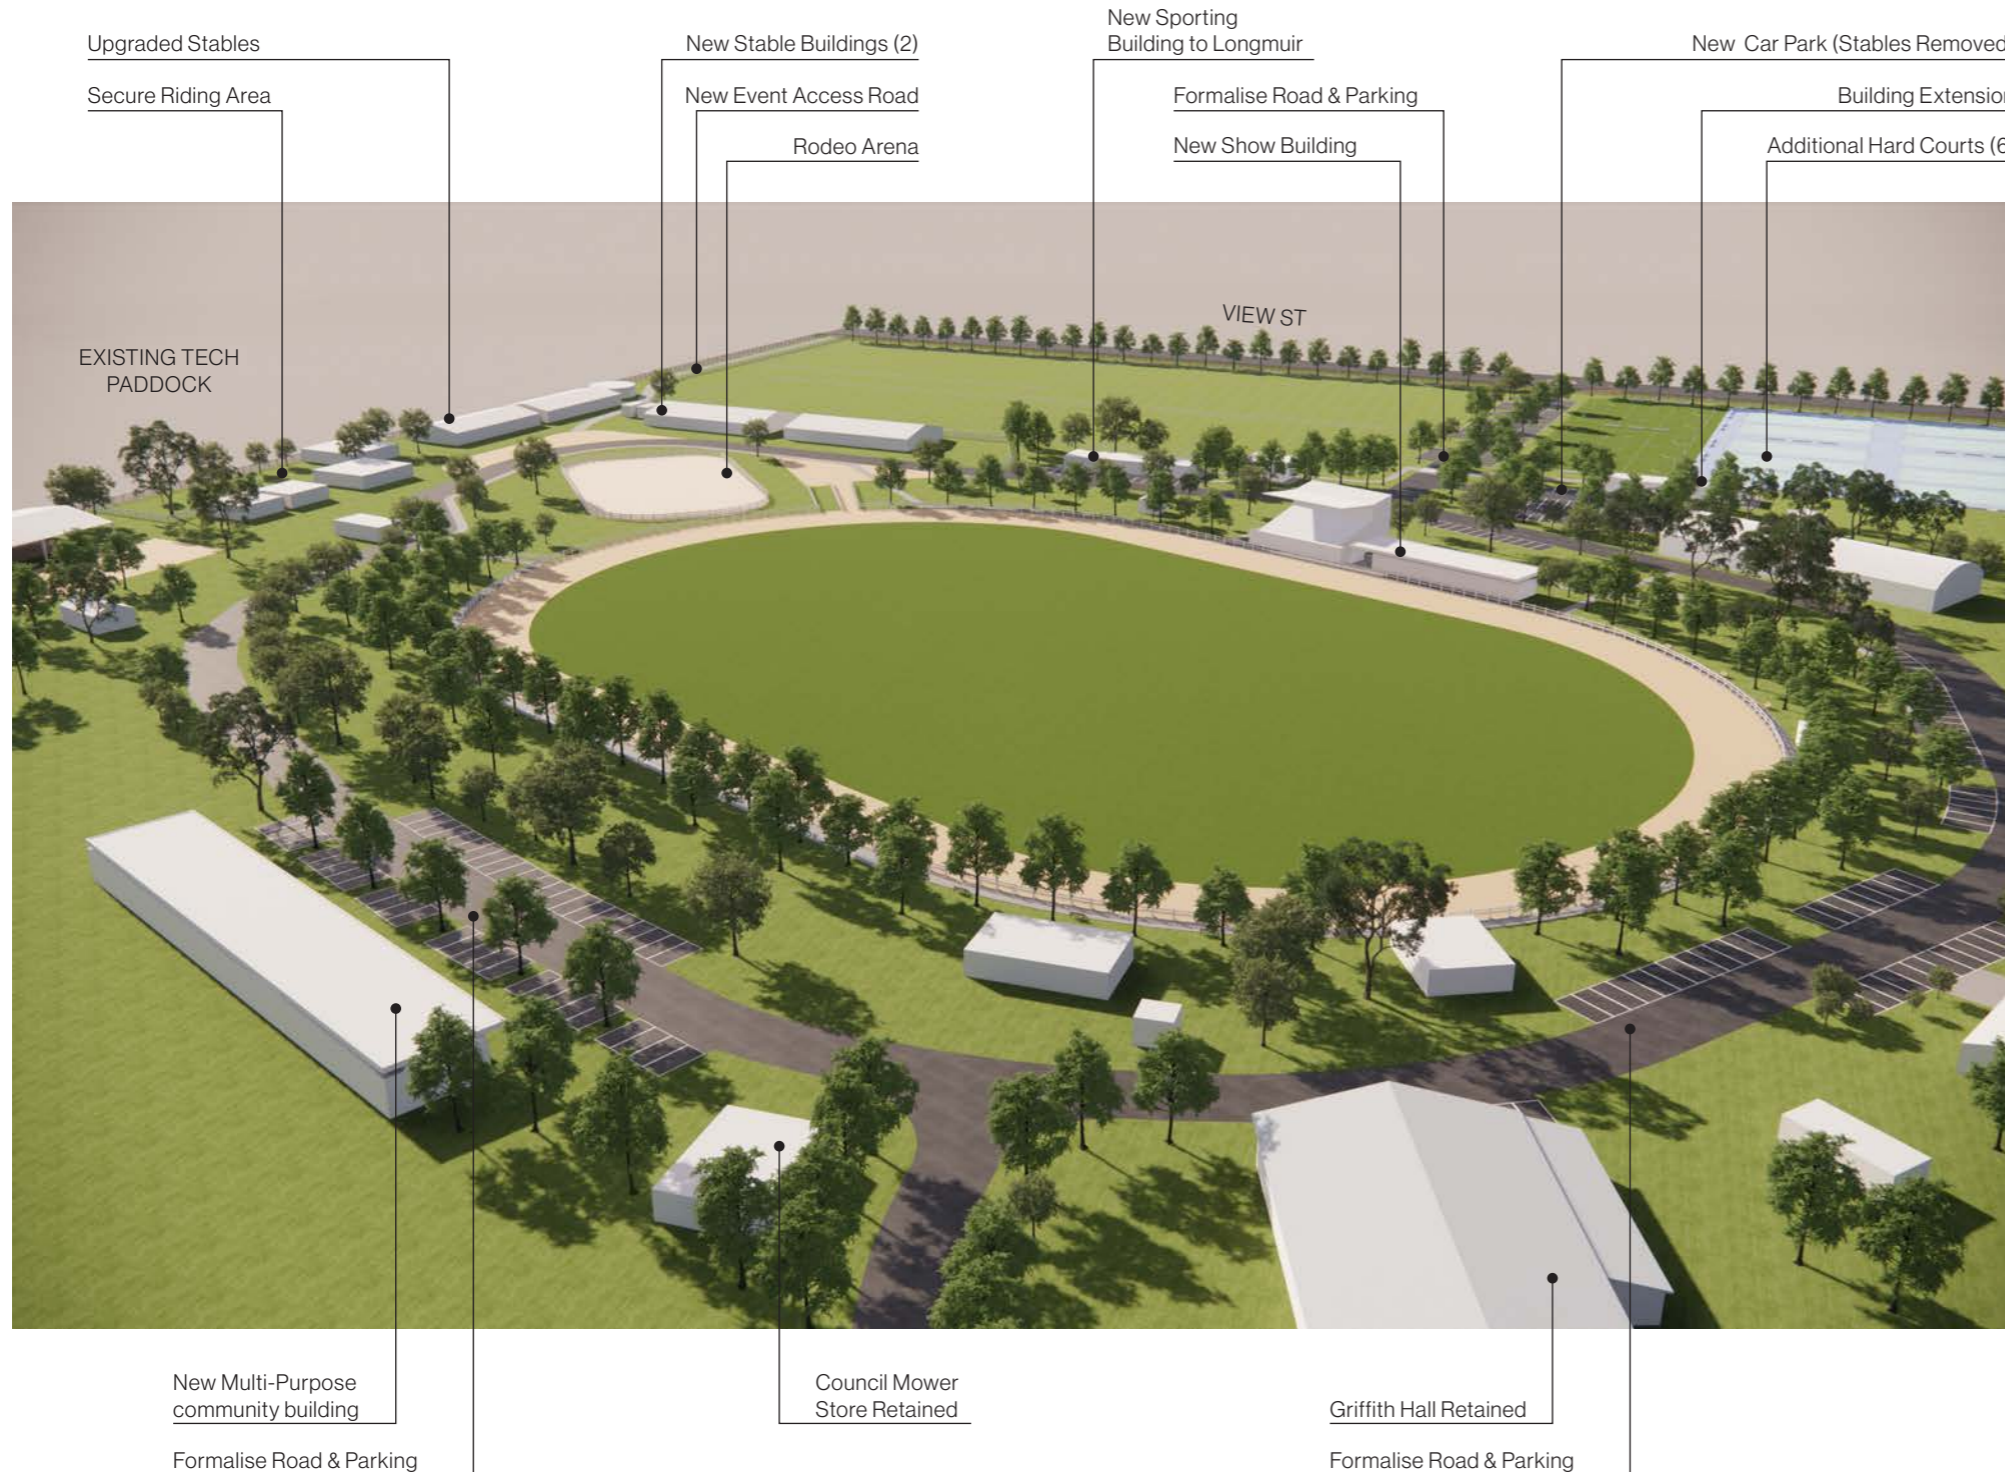 Upgraded Stables
Secure Riding Area
New Stable Buildings (2)
New Event Access Road
Rodeo Arena
New Sporting
Building to Longmuir
Formalise Road & Parking
New Show Building
New Car Park (Stables Removed
Building Extension
Additional Hard Courts (6
VIEW ST
EXISTING TECH
PADDOCK
New Multi-Purpose
community building
Formalise Road & Parking
Council Mower
Store Retained
Griffith Hall Retained
Formalise Road & Parking